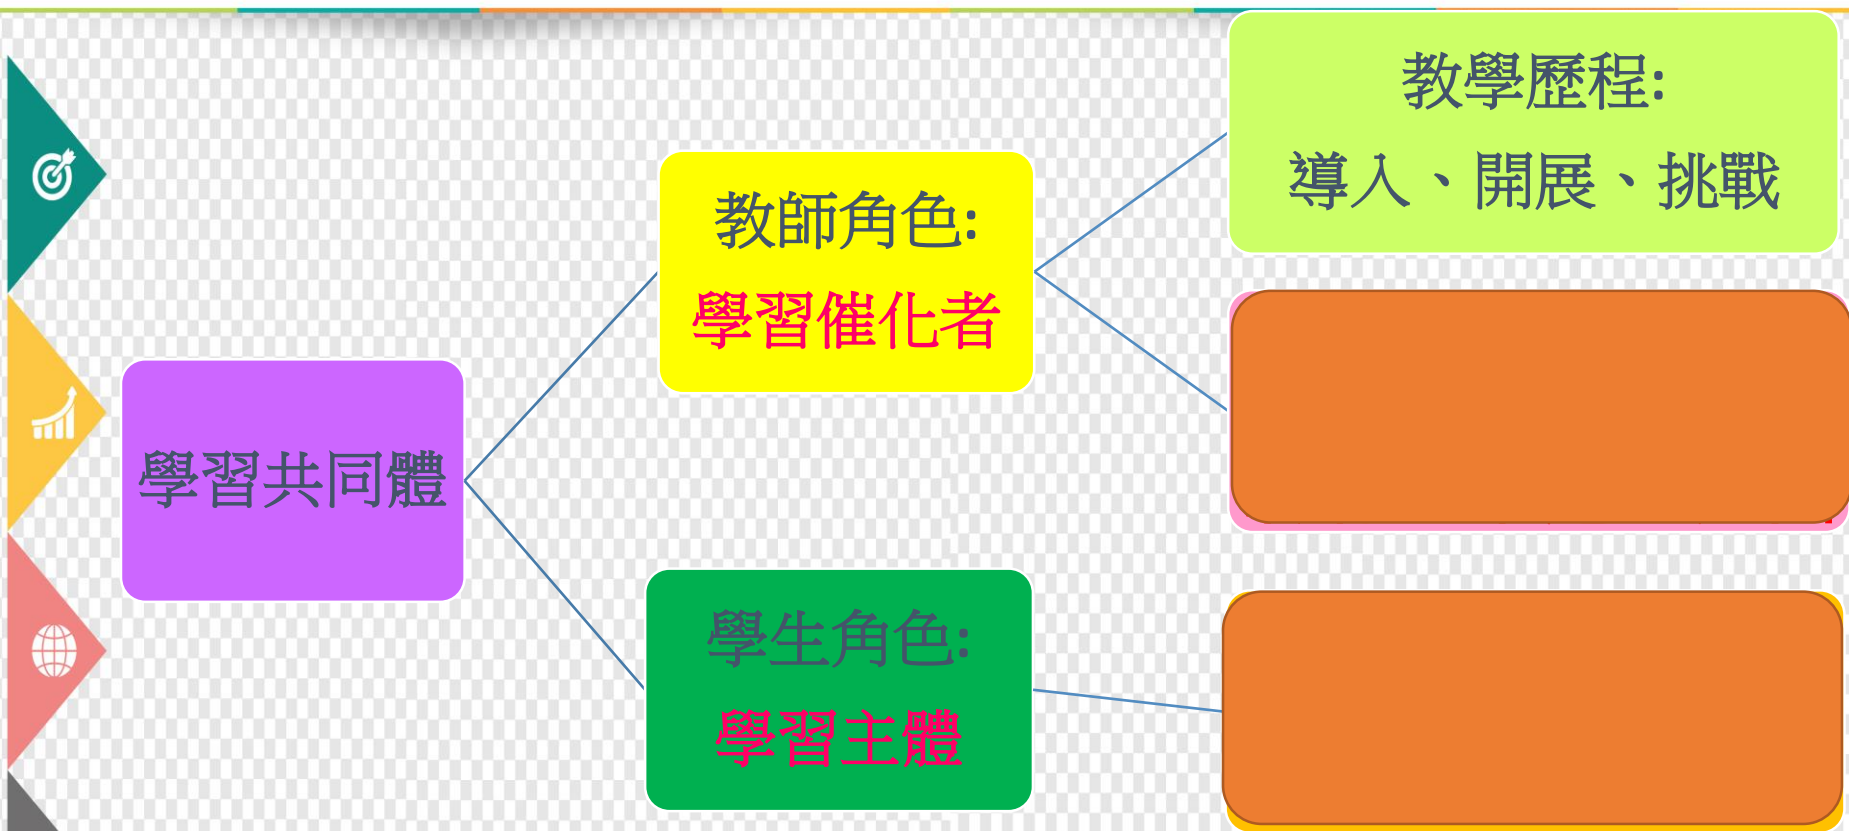 教學歷程:
導入、開展、挑戰
教師角色:
學習催化者
學習共同體
學生角色:
學習主體